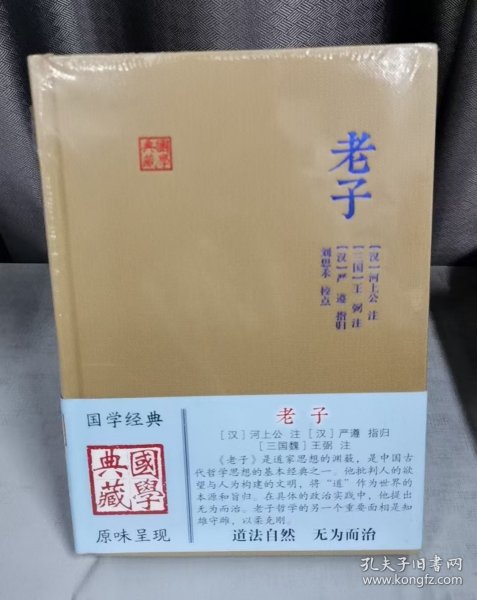 老子
[汉]河上公 注
[三国]王 弼 注
[汉]严 遵 指归
刘思禾 校点
國學
典藏
国学经典
國學
典藏
原味呈现
老子
[汉]河上公 注 [汉]严遵 指归
[三国魏]王弼 注
《老子》是道家思想的渊薮,是中国古
代哲学思想的基本经典之一。他批判人的欲
望与人为构建的文明,将“道”作为世界的
本源和旨归。在具体的政治实践中,他提出
无为而治。老子哲学的另一个重要面相是知
雄守雌,以柔克刚。
道法自然 无为而治
孔夫子旧书网
www.kongfz.com